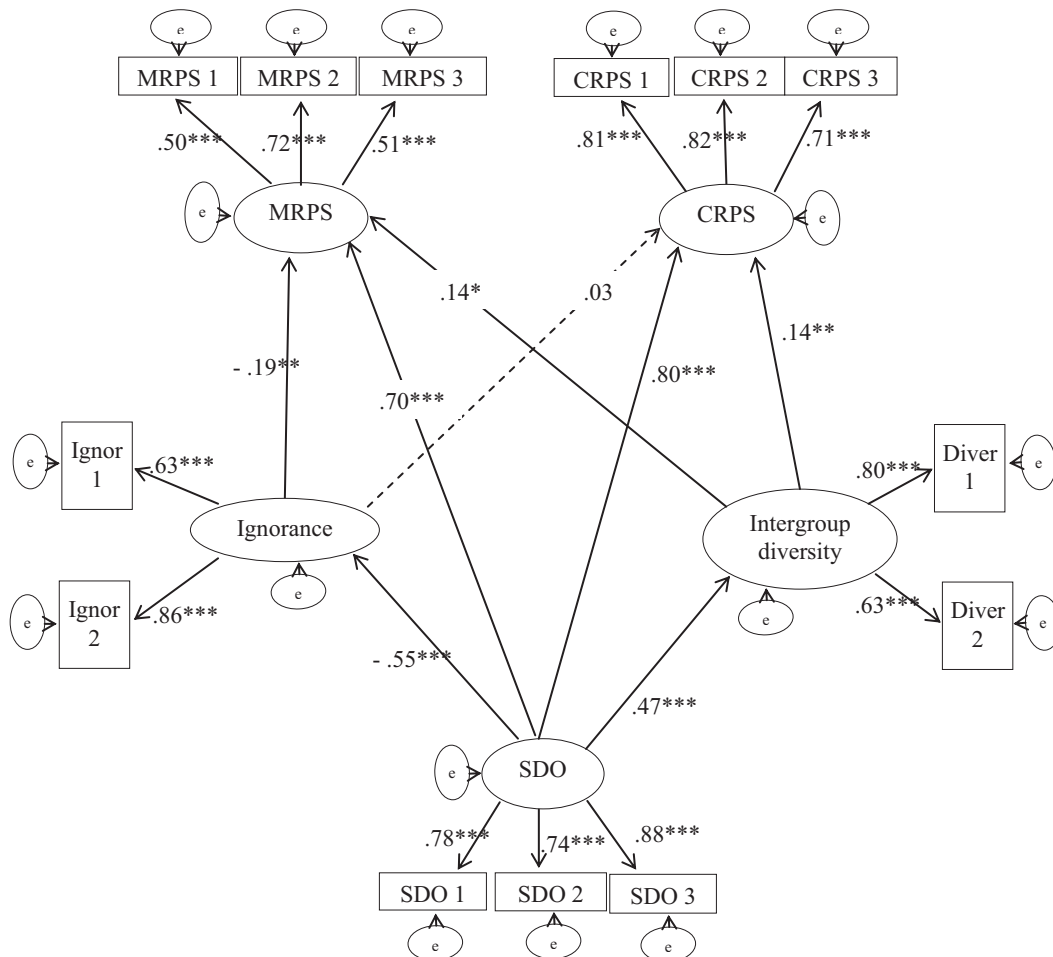 e e e e e e
MRPS 1 MRPS 2 MRPS 3 CRPS 1 CRPS 2 CRPS 3
.50*** .72*** .51*** .81*** .82*** .71***
e MRPS CRPS e
.14* .03
.14**
- .19** .80***
.70***
e Ignor
1
.63*** .80*** Diver
1
e
Ignorance Intergroup
diversity
e Ignor
2
.86*** e e .63*** Diver
2
e
- .55*** .47***
e SDO
.78*** .74*** .88***
SDO 1 SDO 2 SDO 3
e e e